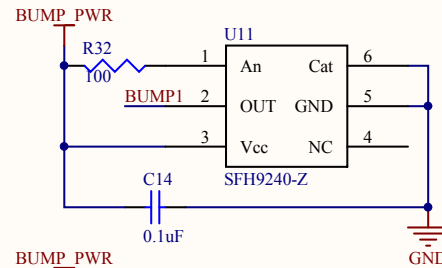 BUMP_PWR
U11
R32
100
1
An
Cat
6
BUMP1
2
OUT
GND
5
3
Vcc
NC
4
C14
SFH9240-Z
0.1uF
BUMP_PWR
GND